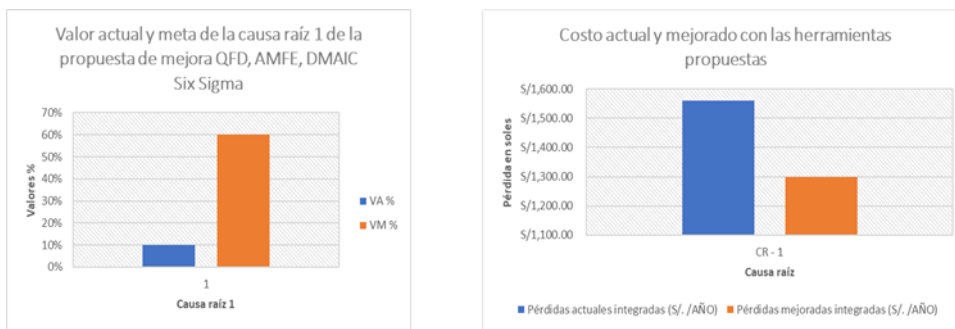 Valor actual y meta de la causa raíz 1 de la
propuesta de mejora QFD, AMFE, DMAIC
Six Sigma
70%
60%
50%
40%
30%
20%
10%
0%
Valores %
1
Causa raíz 1
VA %
VM %
Costo actual y mejorado con las herramientas
propuestas
S/1,600.00
S/1,500.00
S/1,400.00
S/1,300.00
S/1,200.00
S/1,100.00
Pérdida en soles
CR - 1
Causa raíz
Pérdidas actuales integradas (S/. /AÑO)
Pérdidas mejoradas integradas (S/. /AÑO)